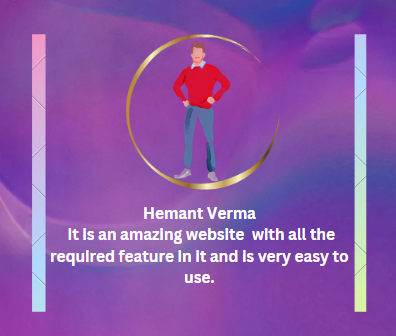 Hemant Verma
It is an amazing website with all the
required feature in it and is very easy to
use.